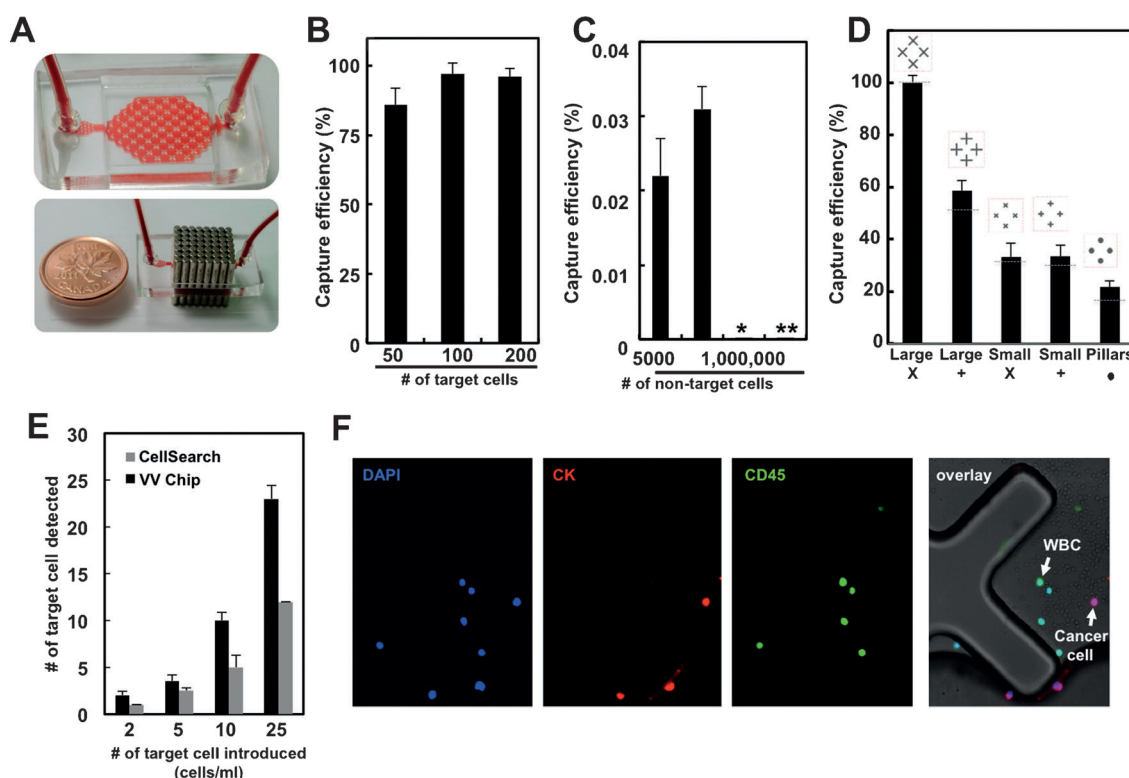 A
CANADA
B
Capture efficiency (%)
100
75
50
25
0
50 100 200
# of target cells
C
Capture efficiency (%)
0.04
0.03
0.02
0.01
0
* **
5000 1,000,000
# of non-target cells
D
Capture efficiency (%)
100
80
60
40
20
0
Large Large Small Small Pillars
X + X + •
E
# of target cell detected
30
25
20
15
10
5
0
CellSearch
VV Chip
2 5 10 25
# of target cell introduced
(cells/ml)
F
DAPI
CK
CD45
overlay
WBC
Cancer
cell